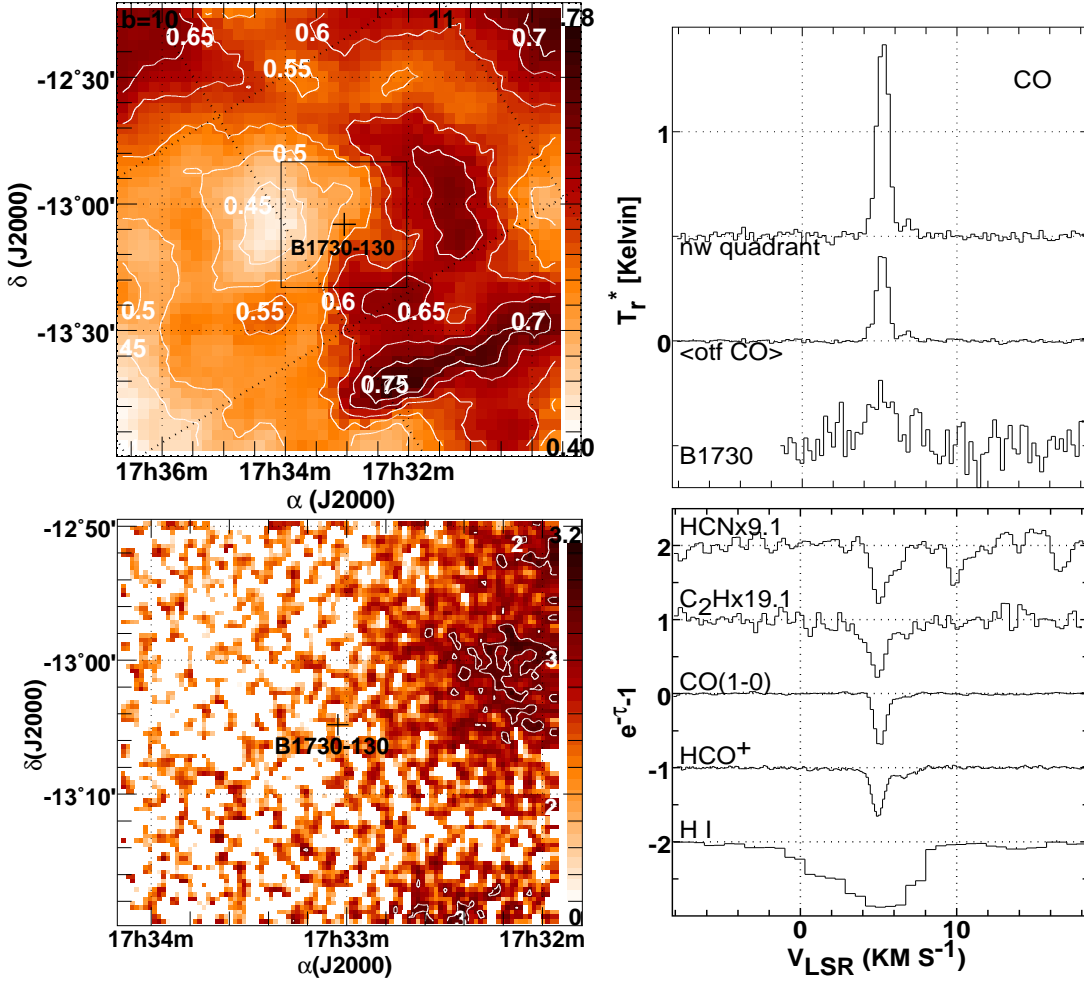 b=10
11
.78
0.65
0.6
0.7
0.55
-12°30'
0.5
0.45
-13°00'
B1730-130
0.5
0.55
0.6
0.65
0.7
-13°30'
45
0.75
0.40
17h36m
17h34m
17h32m
α (J2000)
δ (J2000)
-12°50'
2
3.2
-13°00'
3
B1730-130
-13°10'
2
3
0
17h34m
17h33m
17h32m
α(J2000)
δ(J2000)
CO
1
nw quadrant
0
<otf CO>
B1730
T_r^* [Kelvin]
HCNx9.1
2
C₂Hx19.1
1
CO(1-0)
0
HCO⁺
-1
H I
-2
e^-τ-1
0
10
V_LSR (KM S⁻¹)